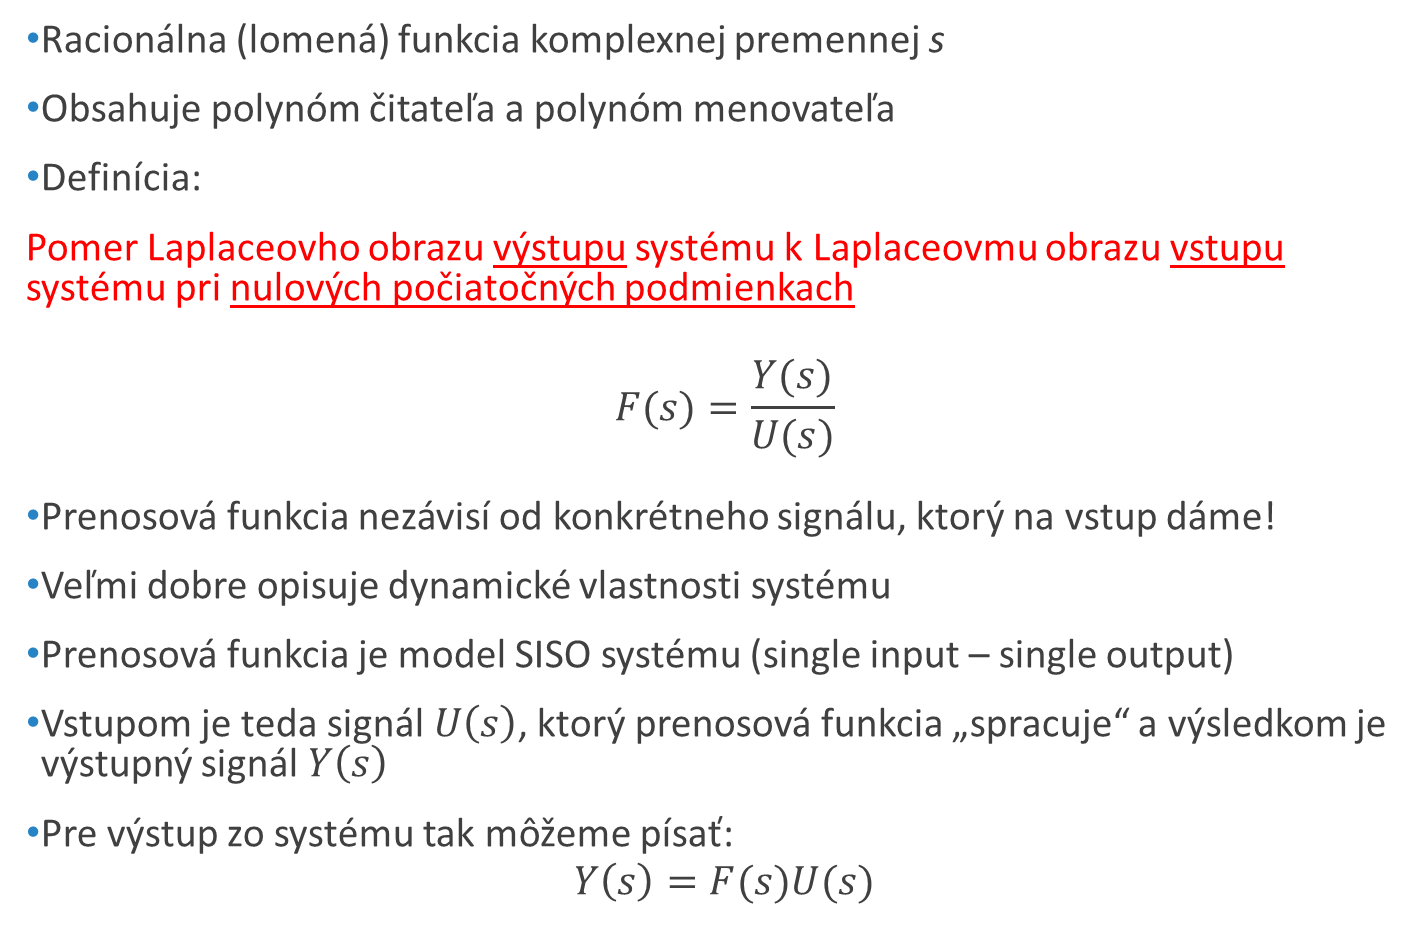 •Racionálna (lomená) funkcia komplexnej premennej s
•Obsahuje polynóm čitateľa a polynóm menovateľa
•Definícia:
Pomer Laplaceovho obrazu výstupu systému k Laplaceovmu obrazu vstupu
systému pri nulových počiatočných podmienkach
F(s) = Y(s)/U(s)
•Prenosová funkcia nezávisí od konkrétneho signálu, ktorý na vstup dáme!
•Veľmi dobre opisuje dynamické vlastnosti systému
•Prenosová funkcia je model SISO systému (single input – single output)
•Vstupom je teda signál U(s), ktorý prenosová funkcia „spracuje“ a výsledkom je
výstupný signál Y(s)
•Pre výstup zo systému tak môžeme písať:
Y(s) = F(s)U(s)